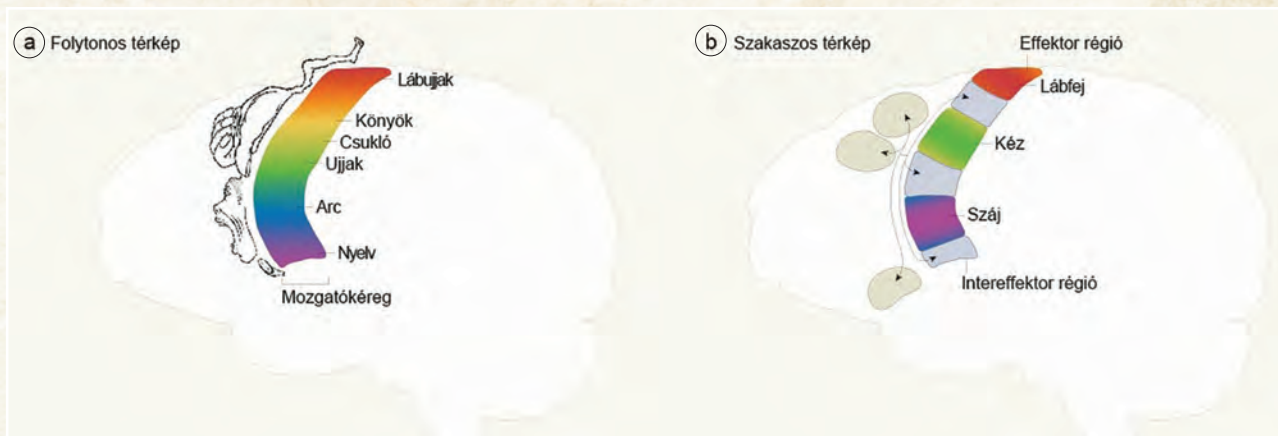 a Folytonos térkép
Lábujjak
Könyök
Csukló
Ujjak
Arc
Nyelv
Mozgatókéreg
b Szakaszos térkép
Effektor régió
Lábfej
Kéz
Száj
Intereffektor régió